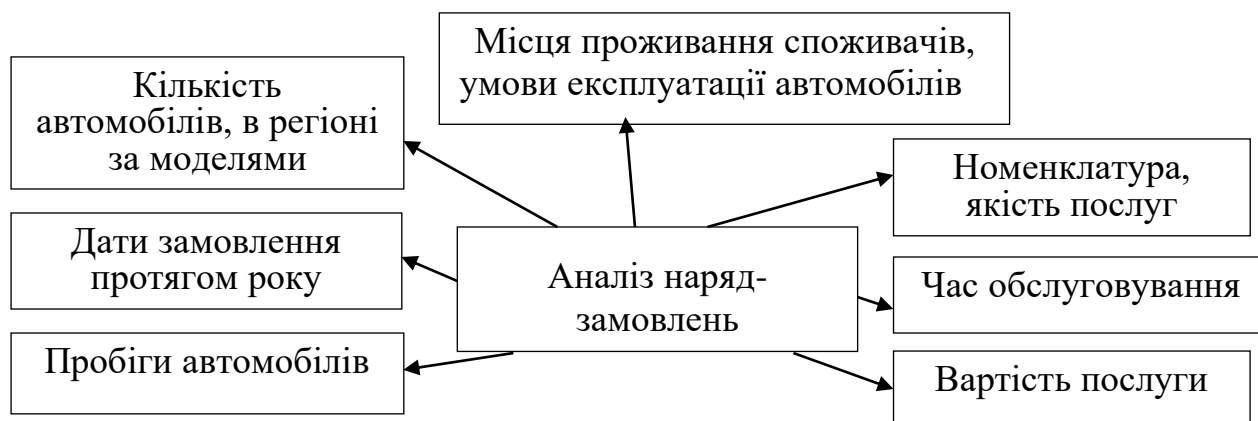 Місця проживання споживачів,
умови експлуатації автомобілів
Кількість
автомобілів, в регіоні
за моделями
Номенклатура,
якість послуг
Дати замовлення
протягом року
Аналіз наряд-
замовлень
Час обслуговування
Пробіги автомобілів
Вартість послуги